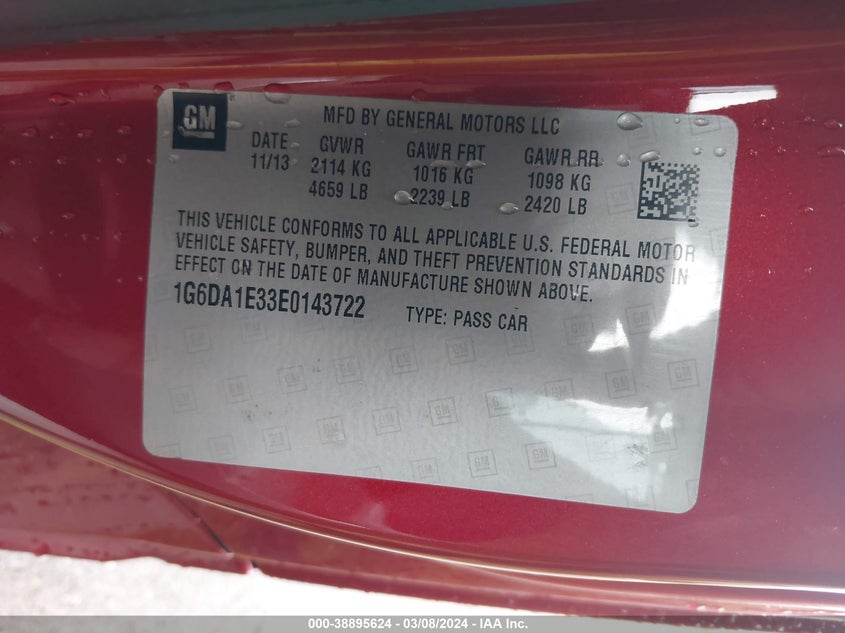 GM
MFD BY GENERAL MOTORS LLC
DATE GVWR GAWR FRT GAWR RR
11/13 2114 KG 1016 KG 1098 KG
4659 LB 2239 LB 2420 LB
THIS VEHICLE CONFORMS TO ALL APPLICABLE U.S. FEDERAL MOTOR
VEHICLE SAFETY, BUMPER, AND THEFT PREVENTION STANDARDS IN
EFFECT ON THE DATE OF MANUFACTURE SHOWN ABOVE.
1G6DA1E33E0143722 TYPE: PASS CAR
000-38895624 - 03/08/2024 - IAA Inc.